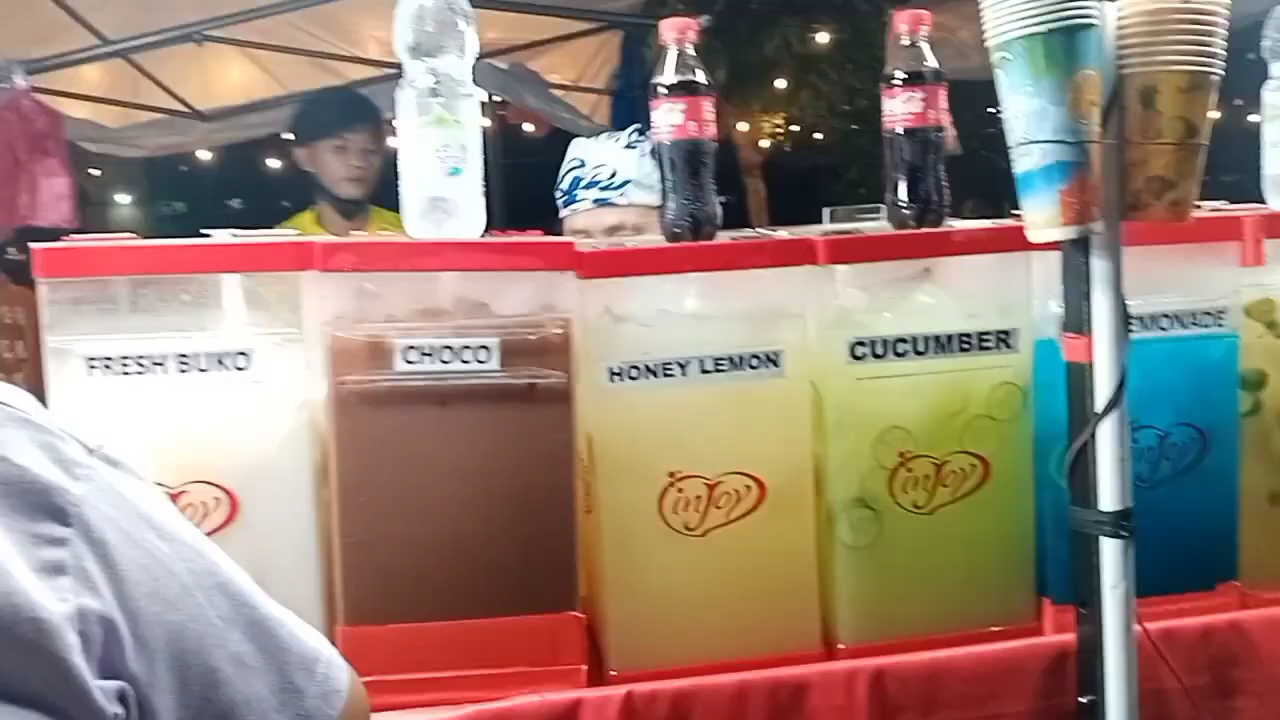 FRESH BUKO
CHOCO
HONEY LEMON
CUCUMBER
EMONADE
inJoy
inJoy
inJoy